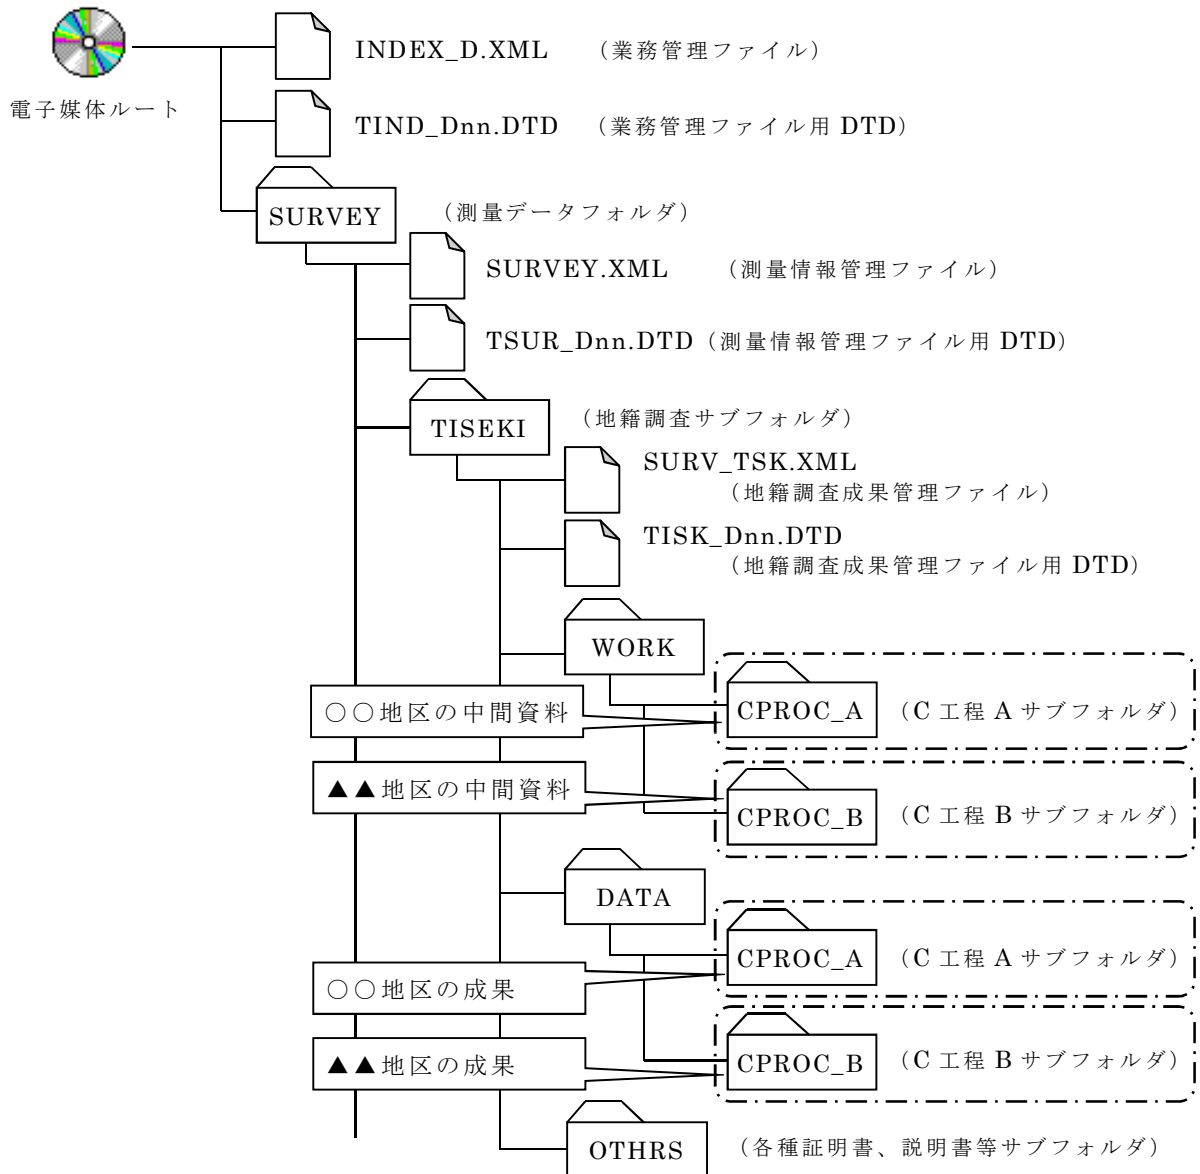 INDEX_D.XML （業務管理ファイル）
電子媒体ルート
TIND_Dnn.DTD （業務管理ファイル用 DTD）
SURVEY （測量データフォルダ）
SURVEY.XML （測量情報管理ファイル）
TSUR_Dnn.DTD（測量情報管理ファイル用 DTD）
TISEKI （地籍調査サブフォルダ）
SURV_TSK.XML
（地籍調査成果管理ファイル）
TISK_Dnn.DTD
（地籍調査成果管理ファイル用 DTD）
WORK
○○地区の中間資料 CPROC_A （C 工程 A サブフォルダ）
▲▲地区の中間資料 CPROC_B （C 工程 B サブフォルダ）
DATA
CPROC_A （C 工程 A サブフォルダ）
○○地区の成果
▲▲地区の成果 CPROC_B （C 工程 B サブフォルダ）
OTHRS （各種証明書、説明書等サブフォルダ）